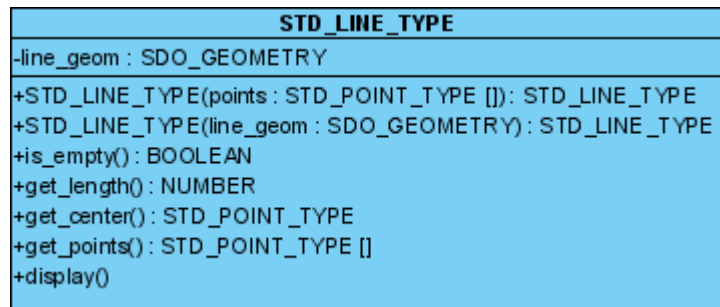 STD_LINE_TYPE
-line_geom : SDO_GEOMETRY
+STD_LINE_TYPE(points : STD_POINT_TYPE []) : STD_LINE_TYPE
+STD_LINE_TYPE(line_geom : SDO_GEOMETRY) : STD_LINE_TYPE
+is_empty() : BOOLEAN
+get_length() : NUMBER
+get_center() : STD_POINT_TYPE
+get_points() : STD_POINT_TYPE []
+display()